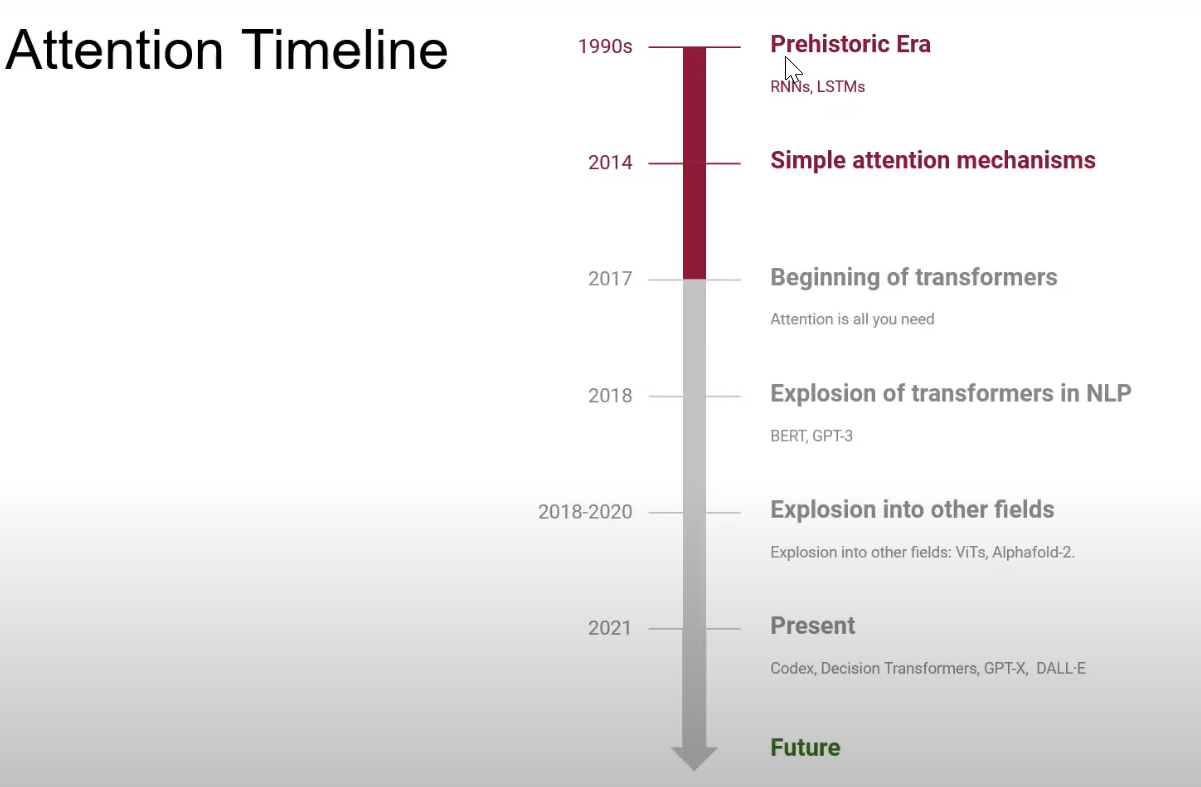 Attention Timeline
1990s
Prehistoric Era
RNNs, LSTMs
2014
Simple attention mechanisms
2017
Beginning of transformers
Attention is all you need
2018
Explosion of transformers in NLP
BERT, GPT-3
2018-2020
Explosion into other fields
Explosion into other fields: ViTs, Alphafold-2.
2021
Present
Codex, Decision Transformers, GPT-X, DALL·E
Future